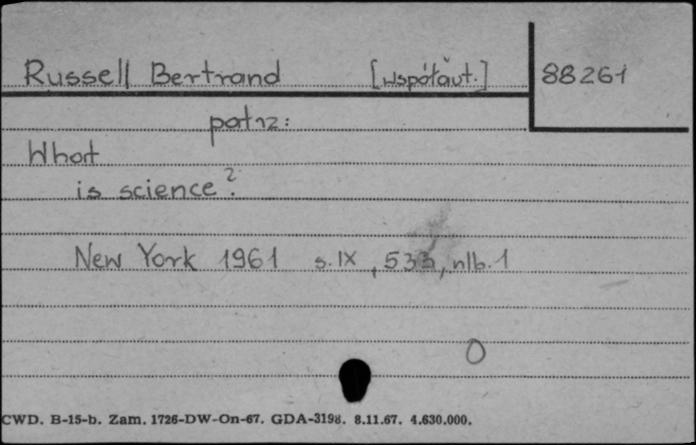 Russell Bertrand [współaut.] 88261
patrz:
What
is science?
New York 1961 s. IX, 533, nlb. 1
0
CWD. B-15-b. Zam. 1726-DW-On-67. GDA-3198. 8.11.67. 4.630.000.